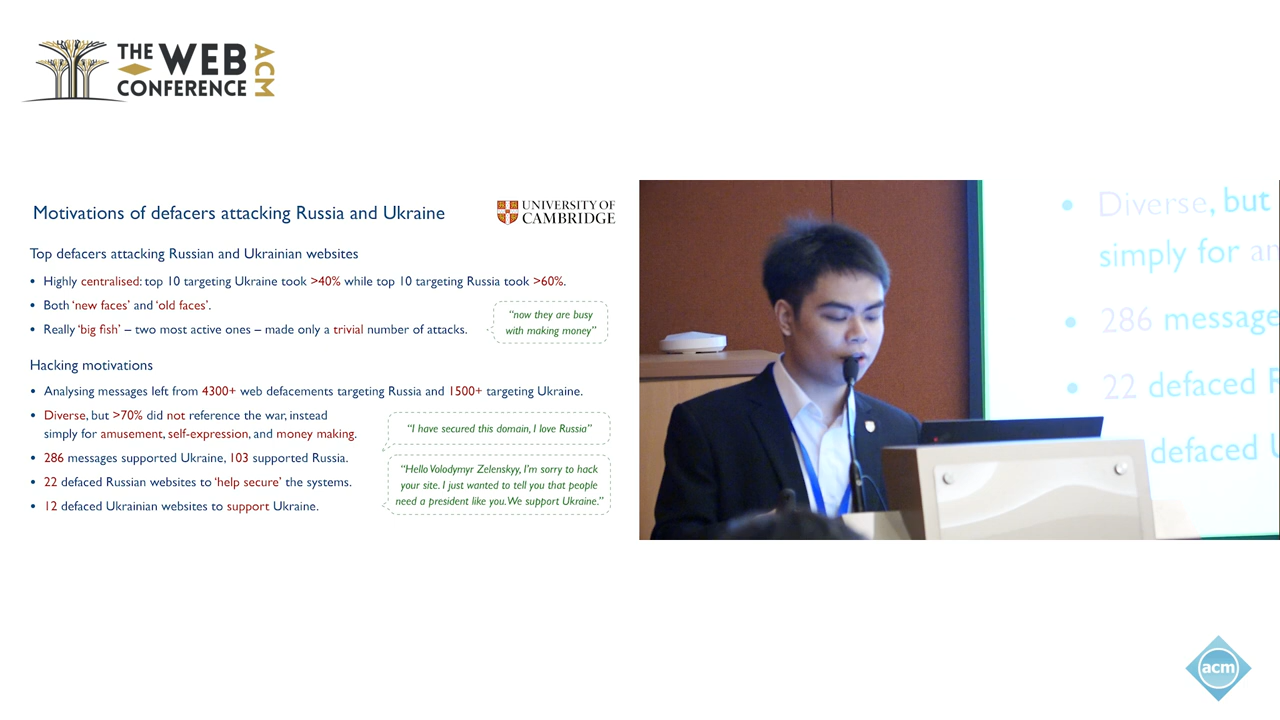 THE WEB
CONFERENCE
ACM
Motivations of defacers attacking Russia and Ukraine
UNIVERSITY OF
CAMBRIDGE
Top defacers attacking Russian and Ukrainian websites
• Highly centralised: top 10 targeting Ukraine took >40% while top 10 targeting Russia took >60%.
• Both ‘new faces’ and ‘old faces’.
• Really ‘big fish’ – two most active ones – made only a trivial number of attacks.
“now they are busy
with making money”
Hacking motivations
• Analysing messages left from 4300+ web defacements targeting Russia and 1500+ targeting Ukraine.
• Diverse, but >70% did not reference the war, instead
simply for amusement, self-expression, and money making.
• 286 messages supported Ukraine, 103 supported Russia.
• 22 defaced Russian websites to ‘help secure’ the systems.
• 12 defaced Ukrainian websites to support Ukraine.
“I have secured this domain, I love Russia”
“Hello Volodymyr Zelenskyy, I'm sorry to hack
your site. I just wanted to tell you that people
need a president like you. We support Ukraine.”
• Diverse, but
simply for
• 286 message
• 22 defaced
defaced
acm